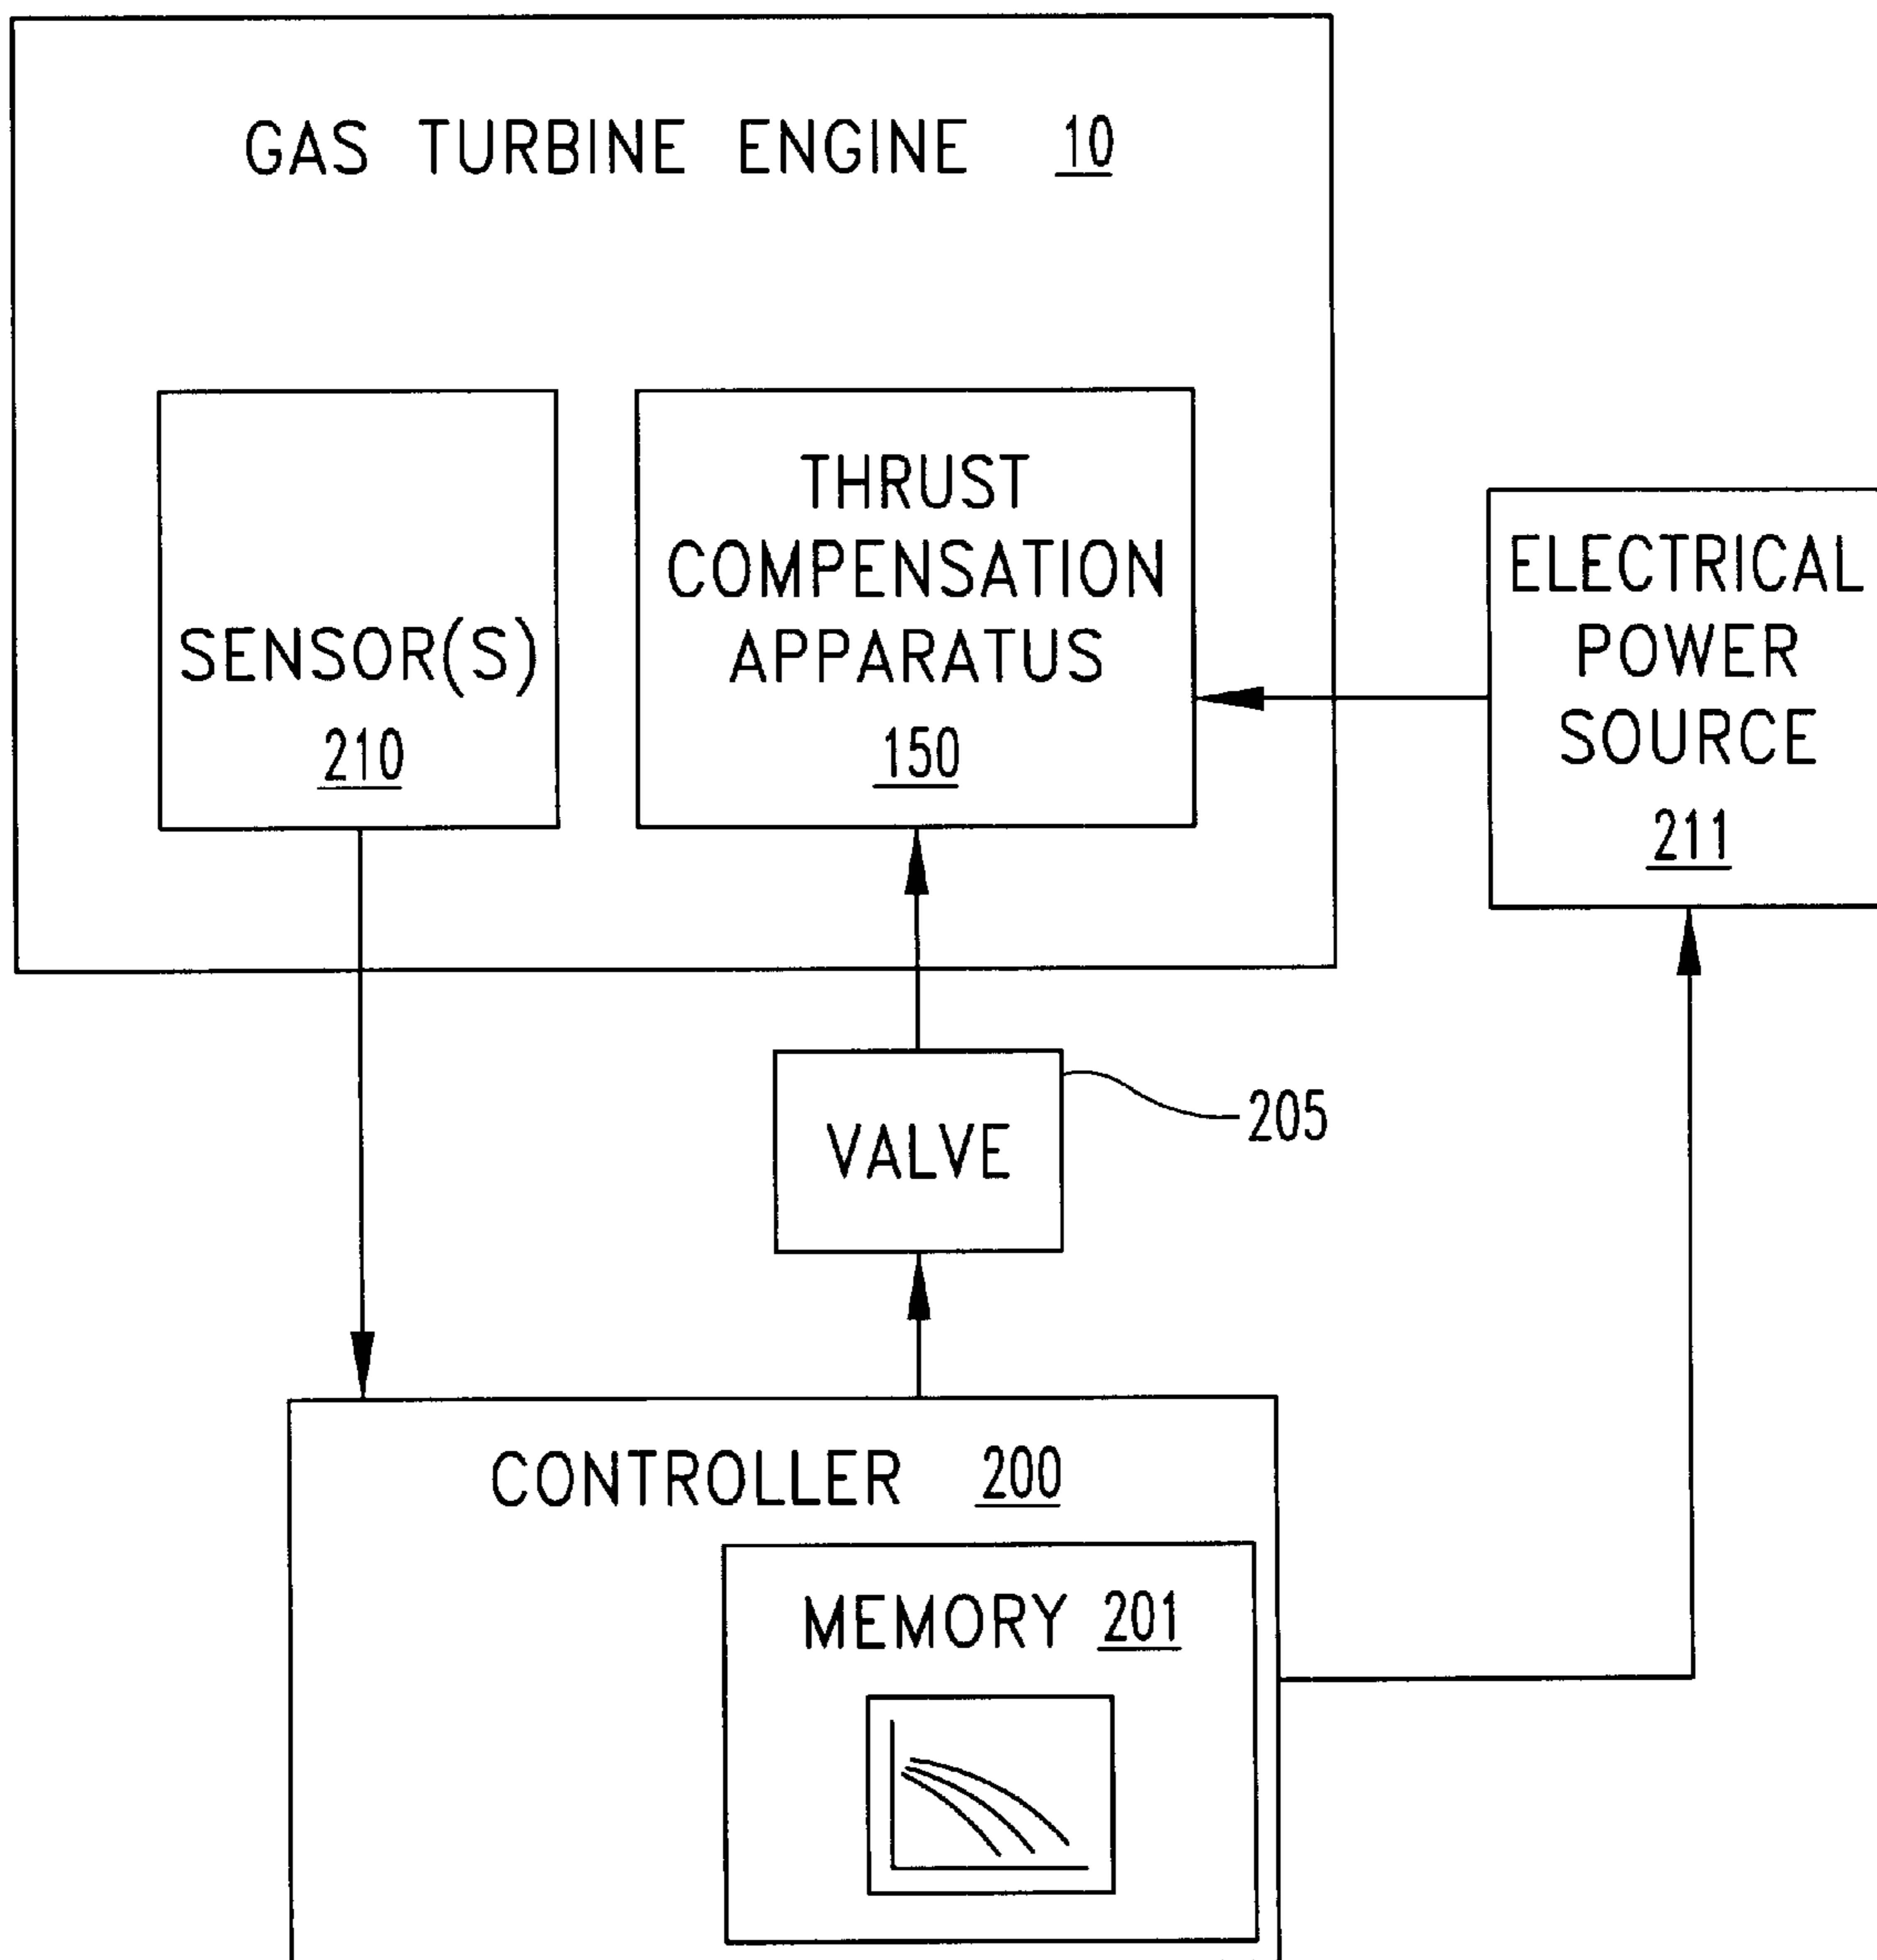 GAS TURBINE ENGINE 10
SENSOR(S)
210
THRUST
COMPENSATION
APPARATUS
150
ELECTRICAL
POWER
SOURCE
211
VALVE
205
CONTROLLER 200
MEMORY 201